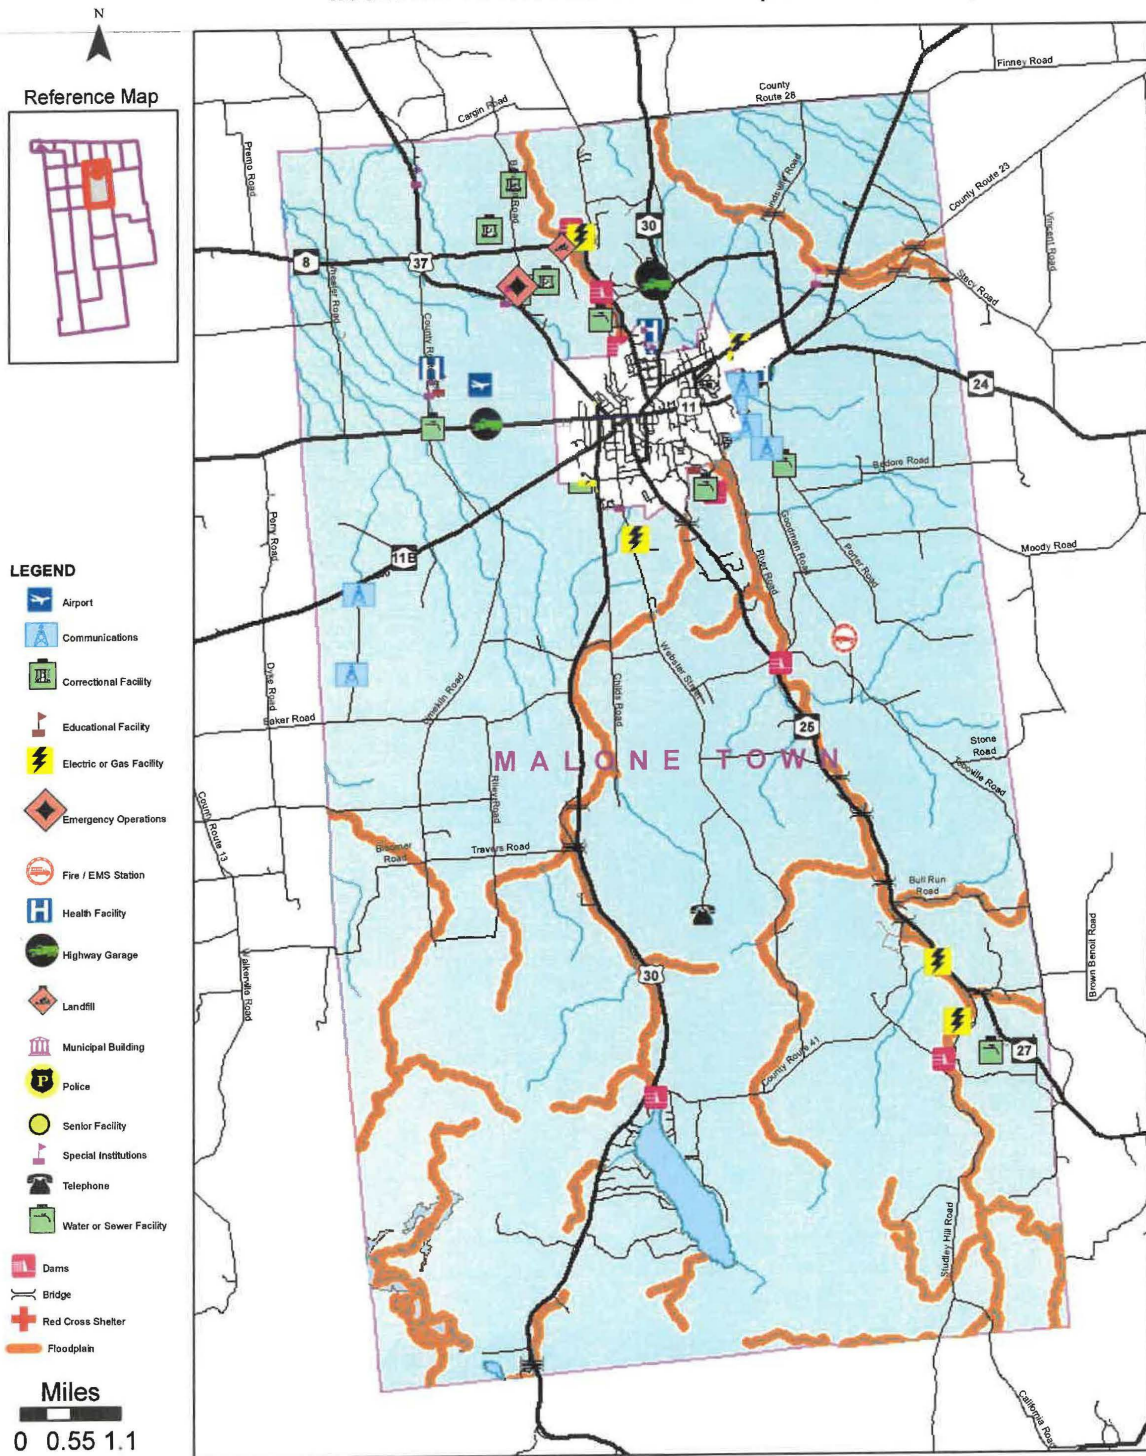 N
Reference Map
LEGEND
Airport
Communications
Correctional Facility
Educational Facility
Electric or Gas Facility
Emergency Operations
Fire / EMS Station
Health Facility
Highway Garage
Landfill
Municipal Building
Police
Senior Facility
Special Institutions
Telephone
Water or Sewer Facility
Dams
Bridge
Red Cross Shelter
Floodplain
Miles
0 0.55 1.1
Finney Road
County
Route 28
Cargin Road
Premo Road
County Route 23
Vincent Road
30
8
37
Stacy Road
24
11
Bedore Road
Porter Road
Goodman Road
River Road
Moody Road
11B
Dyke Road
Baker Road
Webster Street
Childs Road
25
MALONE TOWN
Stone
Road
County Route 13
Riley Road
Travers Road
Bloomer
Road
Bull Run
Road
Brown Benoit Road
Walkerville Road
30
27
County Route 41
Studley Hill Road
California Road